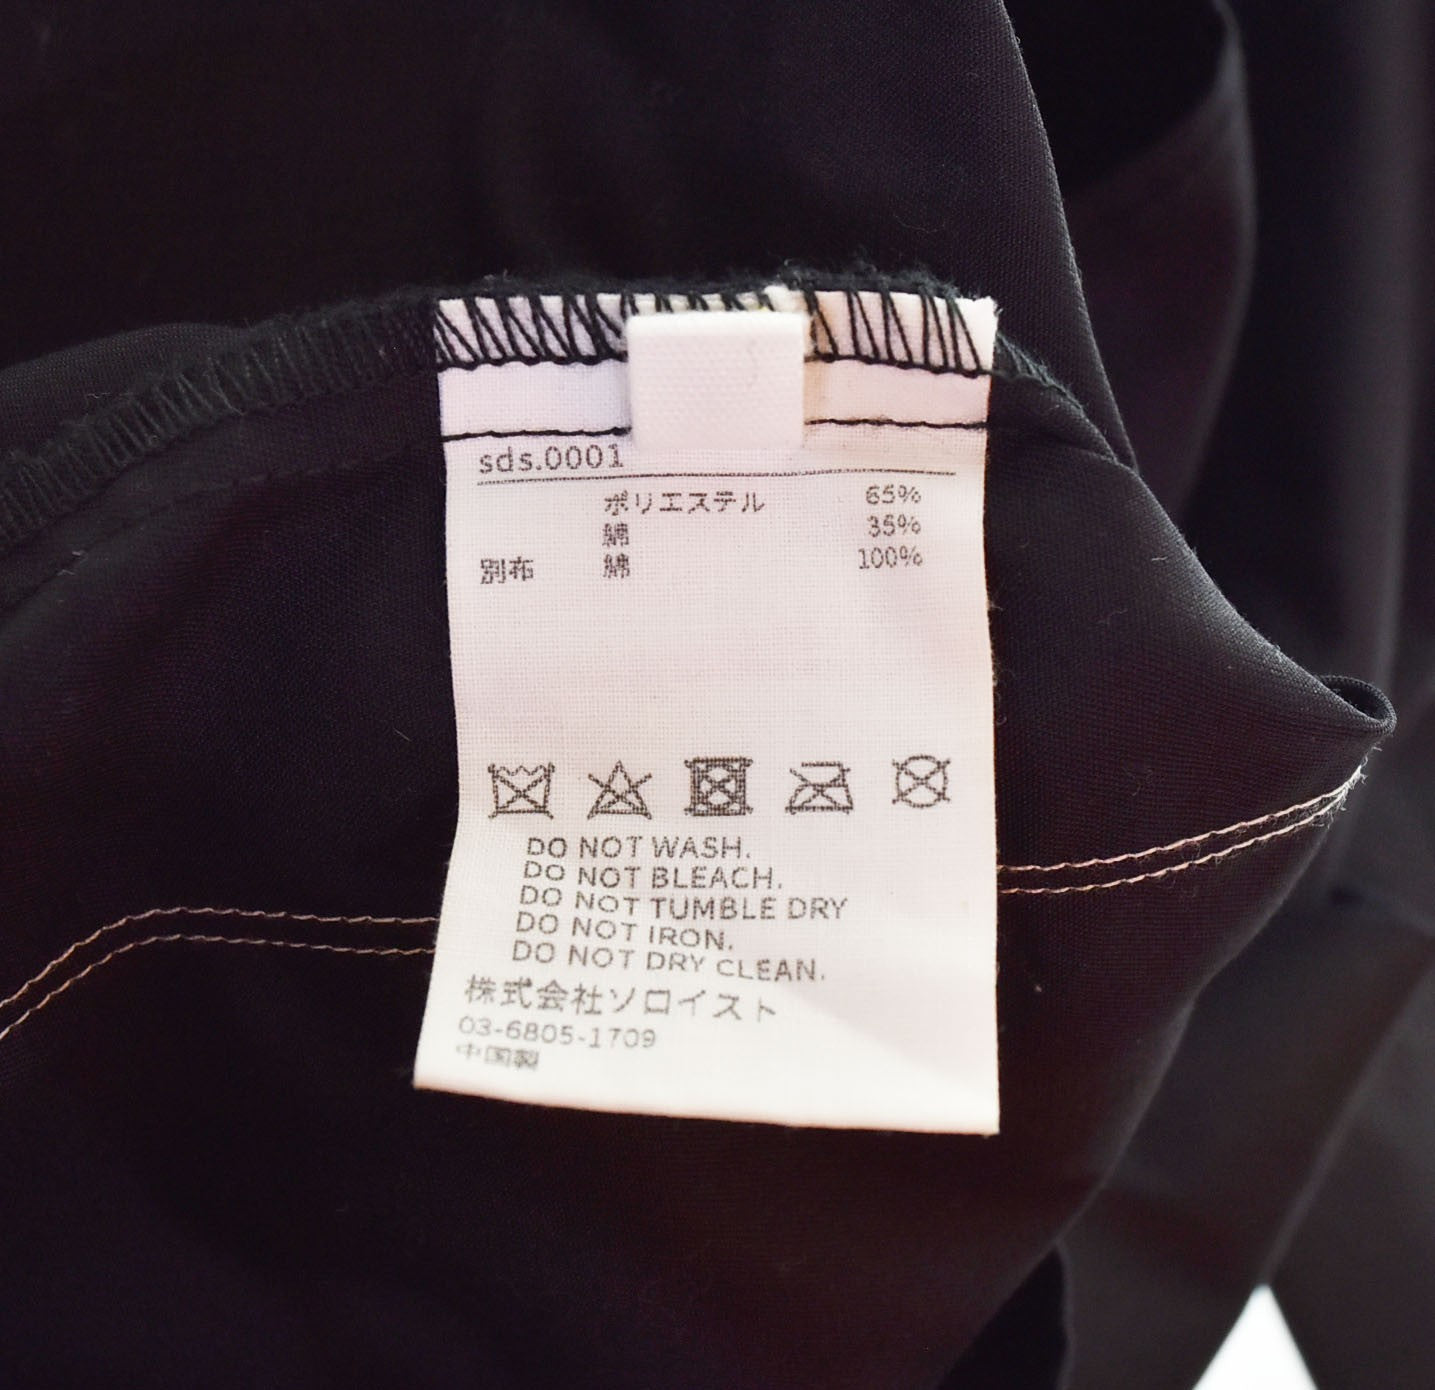 sds.0001
ポリエステル 65%
綿 35%
別布 綿 100%
DO NOT WASH.
DO NOT BLEACH.
DO NOT TUMBLE DRY
DO NOT IRON.
DO NOT DRY CLEAN.
株式会社ソロイスト
03-6805-1709
中国製